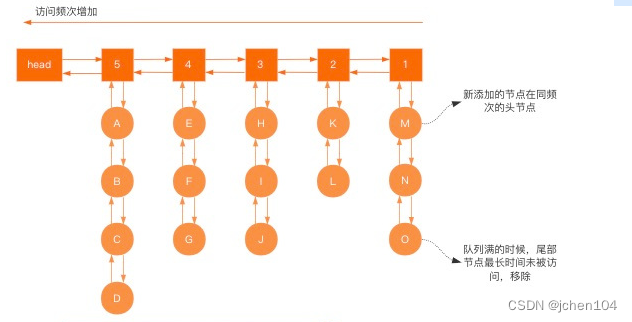 访问频次增加
head 5 4 3 2 1
A E H K M
新添加的节点在同频
次的头节点
B F I L N
C G J O
队列满的时候，尾部
节点最长时间未被访
问，移除
D
CSDN @jchen104